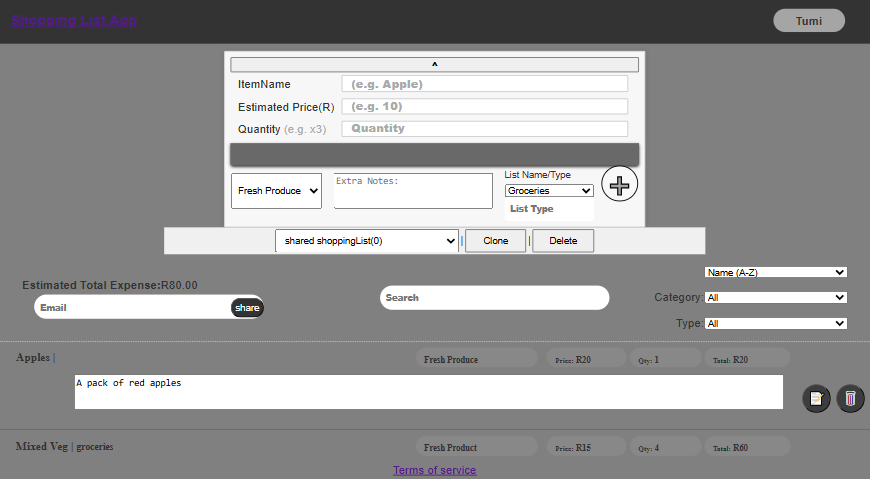 Shopping List App
Tumi
^
ItemName (e.g. Apple)
Estimated Price(R) (e.g. 10)
Quantity (e.g. x3) Quantity
Fresh Produce
Extra Notes:
List Name/Type
Groceries
List Type
shared shoppingList(0) | Clone | Delete
Name (A-Z)
Estimated Total Expense:R80.00
Email share
Search
Category: All
Type: All
Apples | Fresh Produce Price: R20 Qty: 1 Total: R20
A pack of red apples
Mixed Veg | groceries Fresh Product Price: R15 Qty: 4 Total: R60
Terms of service